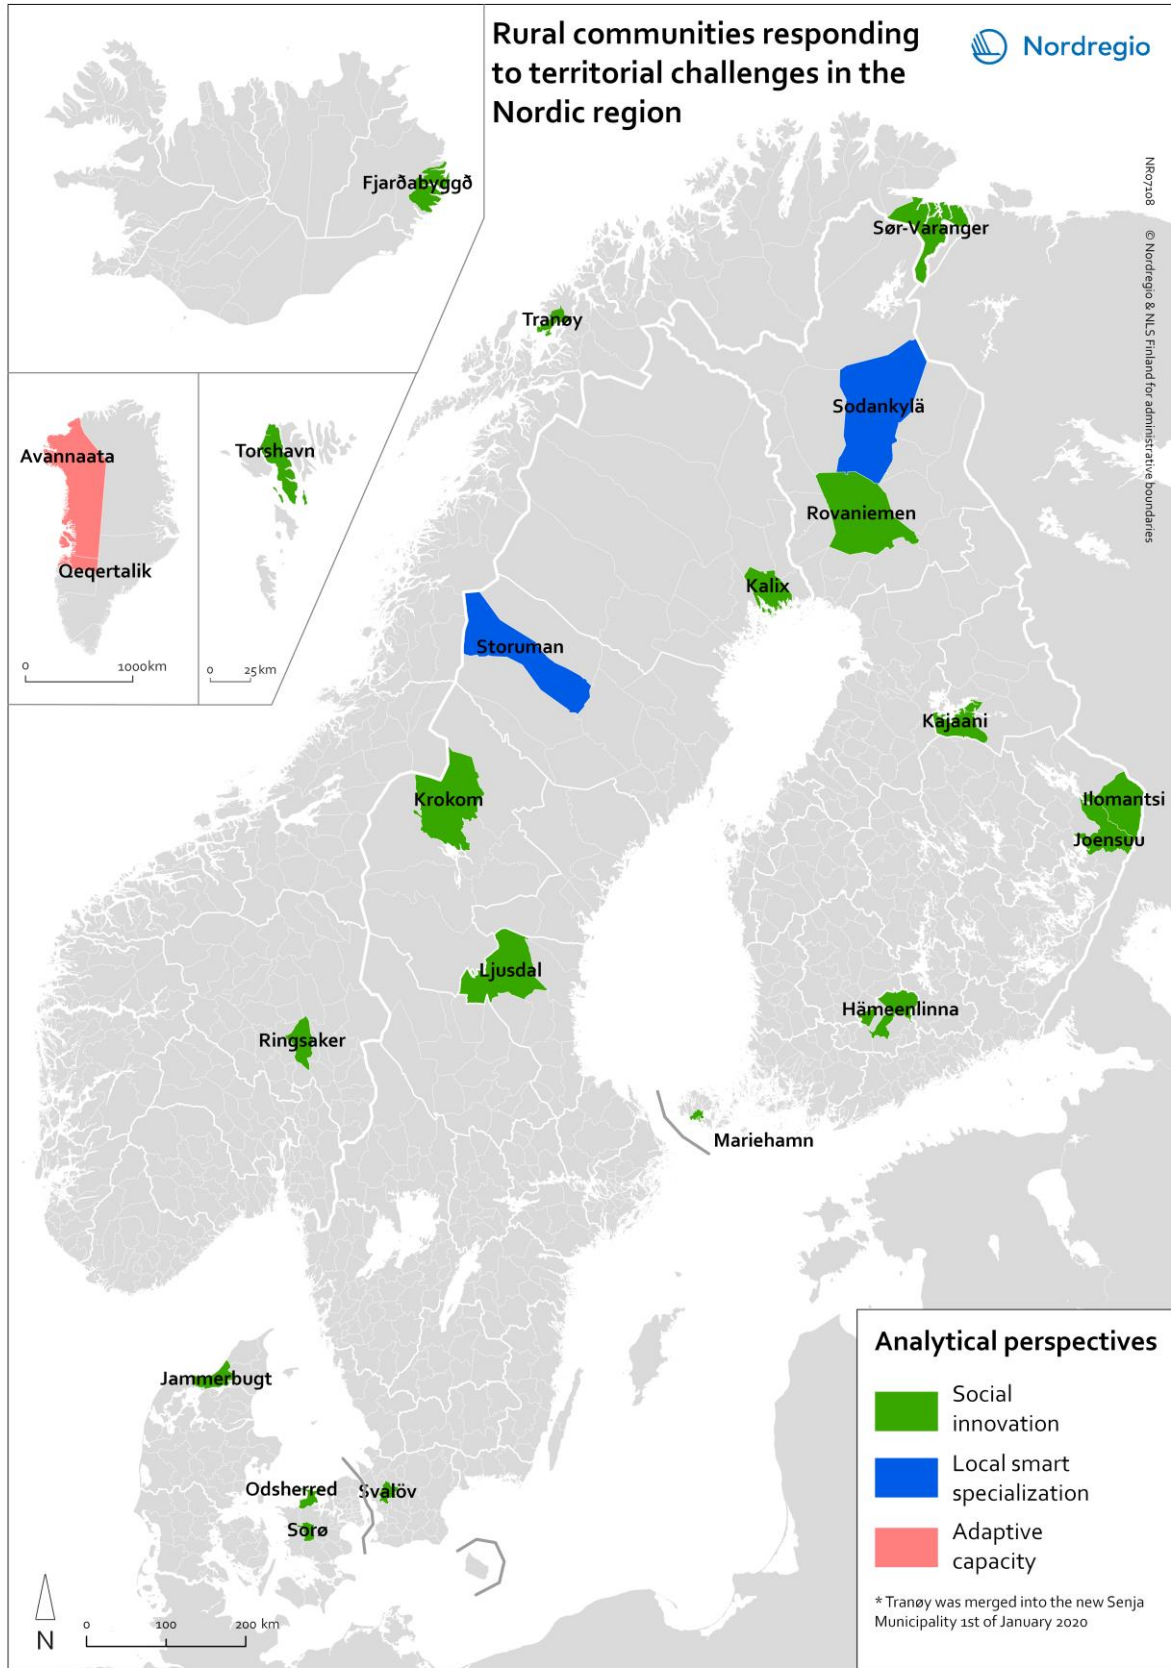 Rural communities responding
to territorial challenges in the
Nordic region
Nordregio
NR07108 © Nordregio & NLS Finland for administrative boundaries
Fjarðabyggð
Sør-Varanger
Tranøy
Sodankylä
Avannaata
Torshavn
Rovaniemen
Qeqertalik
Kalix
Storuman
0 1000km
0 25km
Kajaani
Krokom
Ilomantsi
Joensuu
Ljusdal
Hämeenlinna
Ringsaker
Mariehamn
Jammerbugt
Odsherred
Svalöv
Sorø
Analytical perspectives
Social
innovation
Local smart
specialization
Adaptive
capacity
* Tranøy was merged into the new Senja
Municipality 1st of January 2020
N
0 100 200 km